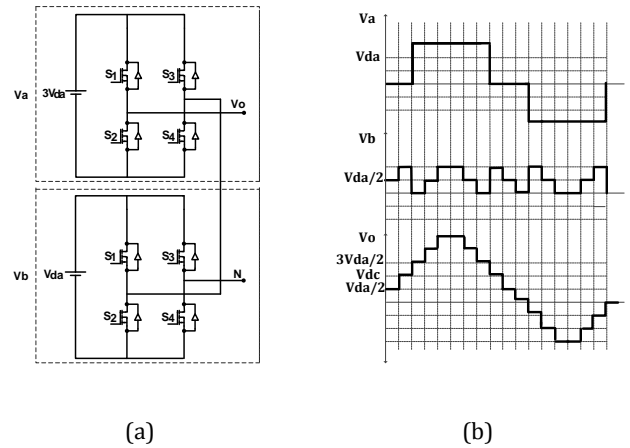 Va
3Vda
S1
S3
Vo
S2
S4
Vb
Vda
S1
S3
N
S2
S4
(a)
Va
Vda
Vb
Vda/2
Vo
3Vda/2
Vdc
Vda/2
(b)